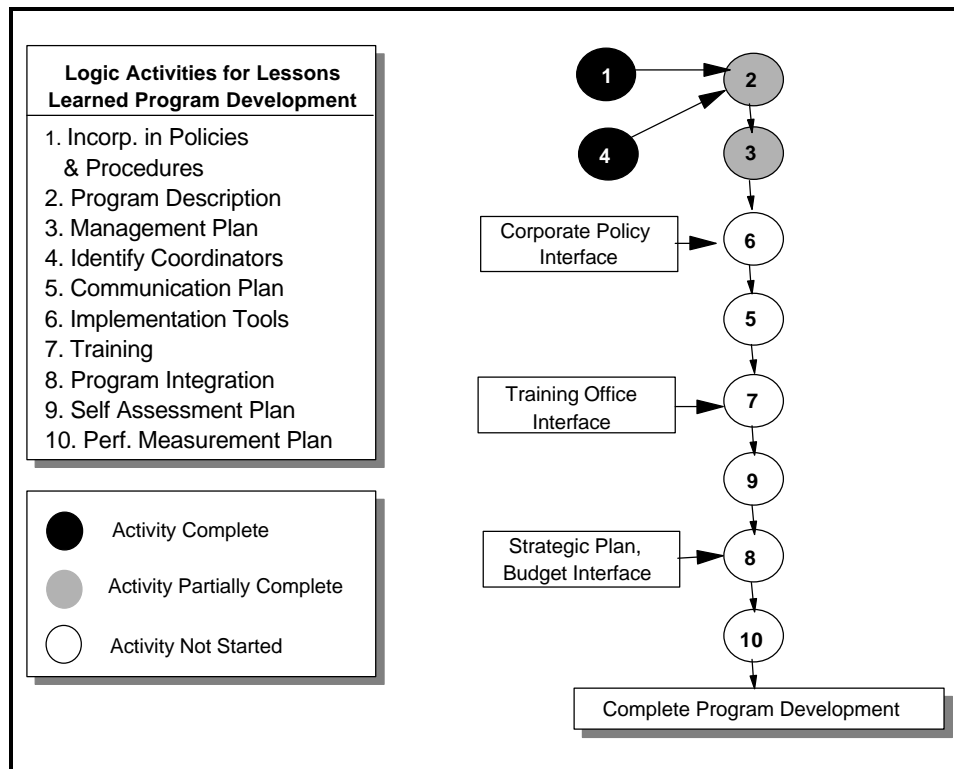 Logic Activities for Lessons
Learned Program Development
1. Incorp. in Policies
& Procedures
2. Program Description
3. Management Plan
4. Identify Coordinators
5. Communication Plan
6. Implementation Tools
7. Training
8. Program Integration
9. Self Assessment Plan
10. Perf. Measurement Plan
Activity Complete
Activity Partially Complete
Activity Not Started
1
2
4
3
Corporate Policy
Interface
6
5
Training Office
Interface
7
9
Strategic Plan,
Budget Interface
8
10
Complete Program Development